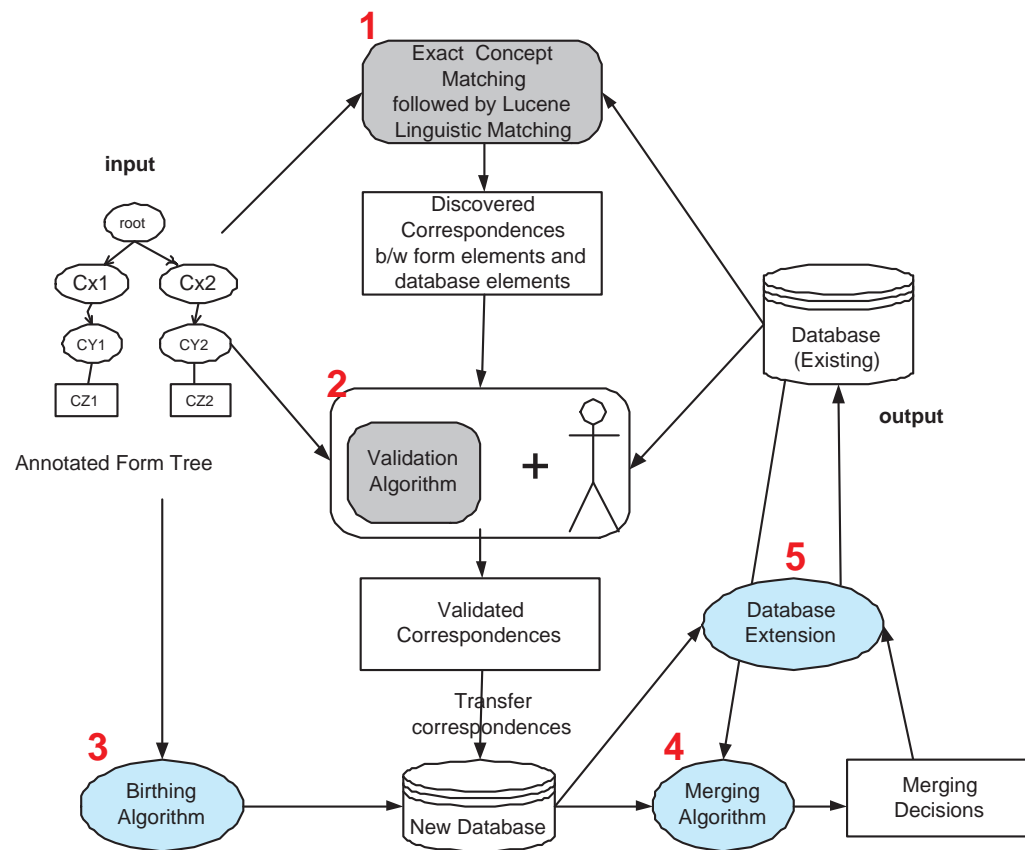 1
Exact Concept
Matching
followed by Lucene
Linguistic Matching
input
root
Cx1
Cx2
CY1
CY2
CZ1
CZ2
Annotated Form Tree
Discovered
Correspondences
b/w form elements and
database elements
Database
(Existing)
output
2
Validation
Algorithm
+
Validated
Correspondences
Transfer
correspondences
5
Database
Extension
3
Birthing
Algorithm
New Database
4
Merging
Algorithm
Merging
Decisions